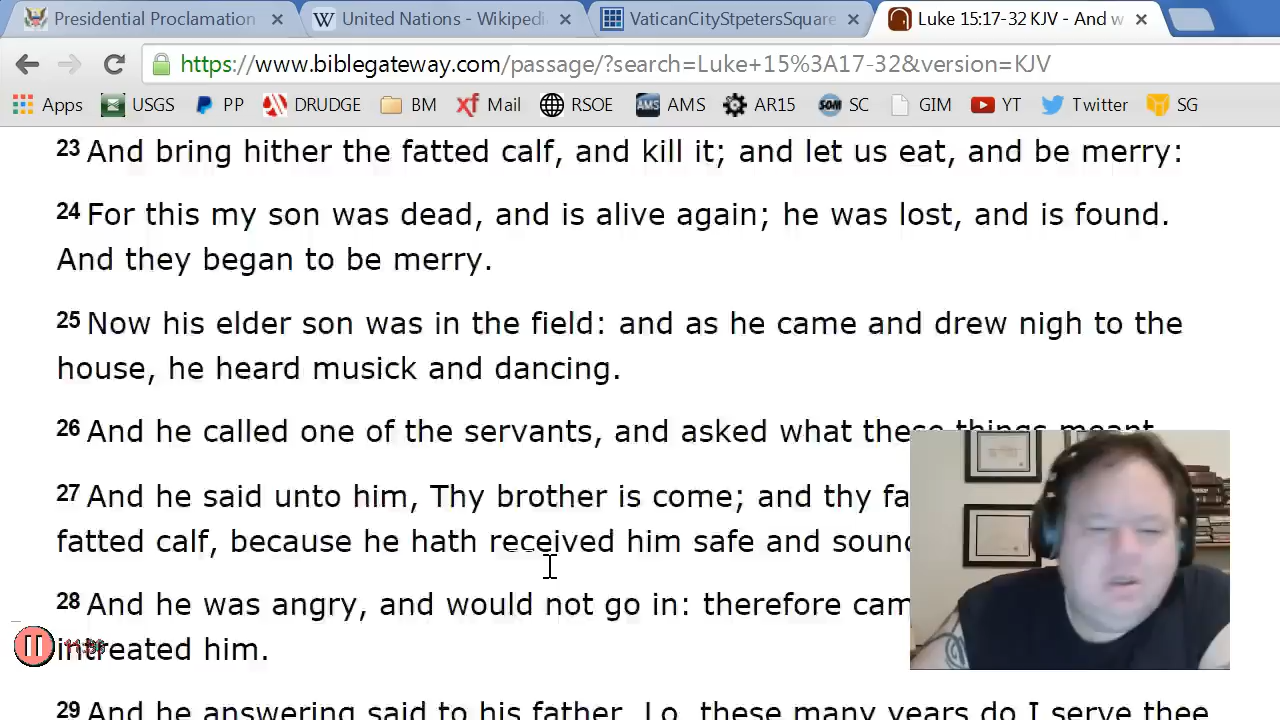 Presidential Proclamation
United Nations - Wikipedi
VaticanCityStpetersSquare
Luke 15:17-32 KJV - And w
https://www.biblegateway.com/passage/?search=Luke+15%3A17-32&version=KJV
Apps USGS PP DRUDGE BM Mail RSOE AMS AR15 SC GIM YT Twitter SG
23 And bring hither the fatted calf, and kill it; and let us eat, and be merry:
24 For this my son was dead, and is alive again; he was lost, and is found.
And they began to be merry.
25 Now his elder son was in the field: and as he came and drew nigh to the
house, he heard musick and dancing.
26 And he called one of the servants, and asked what these things meant
27 And he said unto him, Thy brother is come; and thy fa
fatted calf, because he hath received him safe and soun
28 And he was angry, and would not go in: therefore cam
intreated him.
29 And he answering said to his father, Lo, these many years do I serve thee